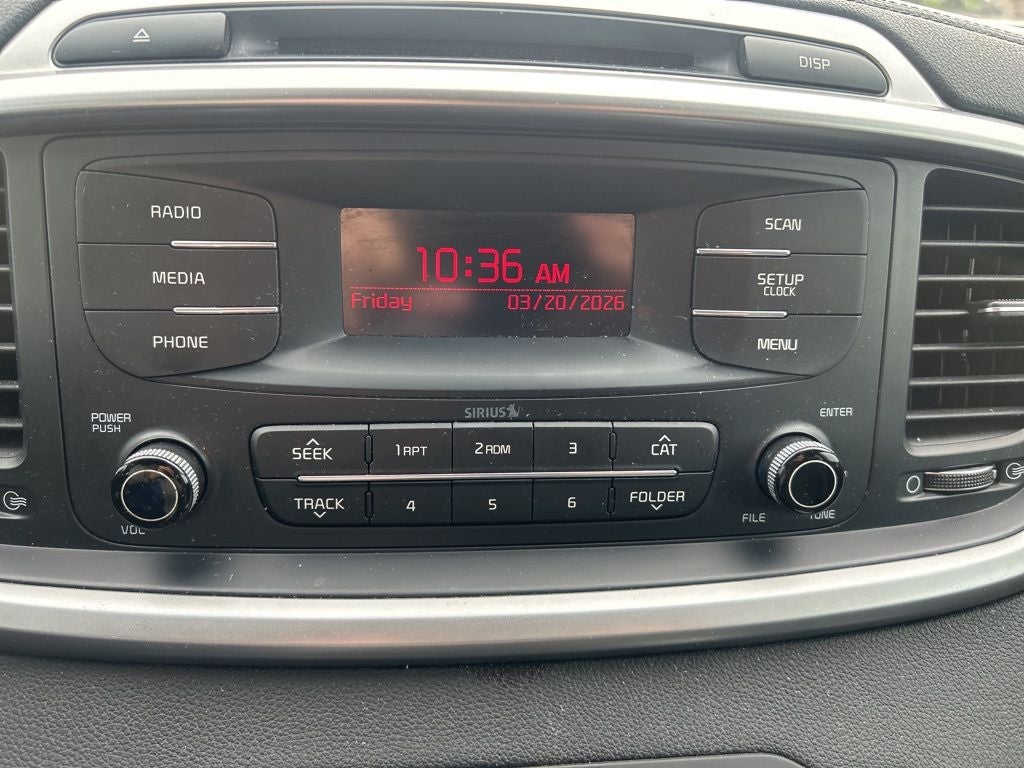 DISP
RADIO
MEDIA
PHONE
10:36 AM
Friday 03/20/2026
SCAN
SETUP
CLOCK
MENU
SIRIUS
POWER
PUSH
VOL
SEEK
1 RPT
2 RDM
3
CAT
TRACK
4
5
6
FOLDER
ENTER
FILE
TUNE